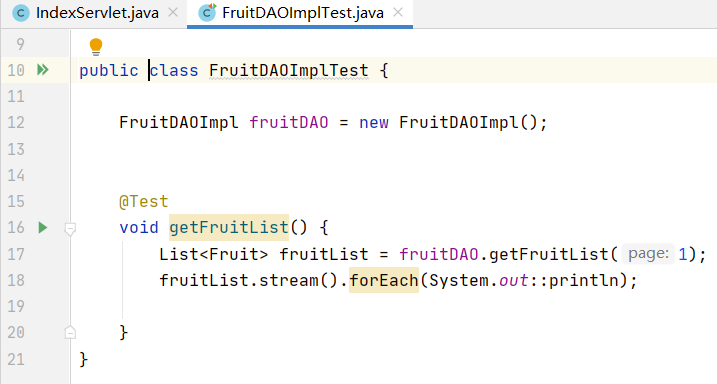 IndexServlet.java × FruitDAOImplTest.java ×
9
10 public class FruitDAOImplTest {
11
12 FruitDAOImpl fruitDAO = new FruitDAOImpl();
13
14
15 @Test
16 void getFruitList() {
17 List<Fruit> fruitList = fruitDAO.getFruitList( page: 1);
18 fruitList.stream().forEach(System.out::println);
19
20 }
21 }